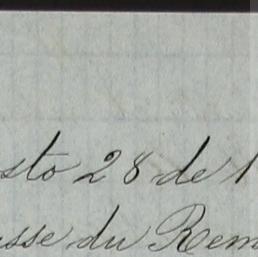 sto 28 de 1
sse du Rem